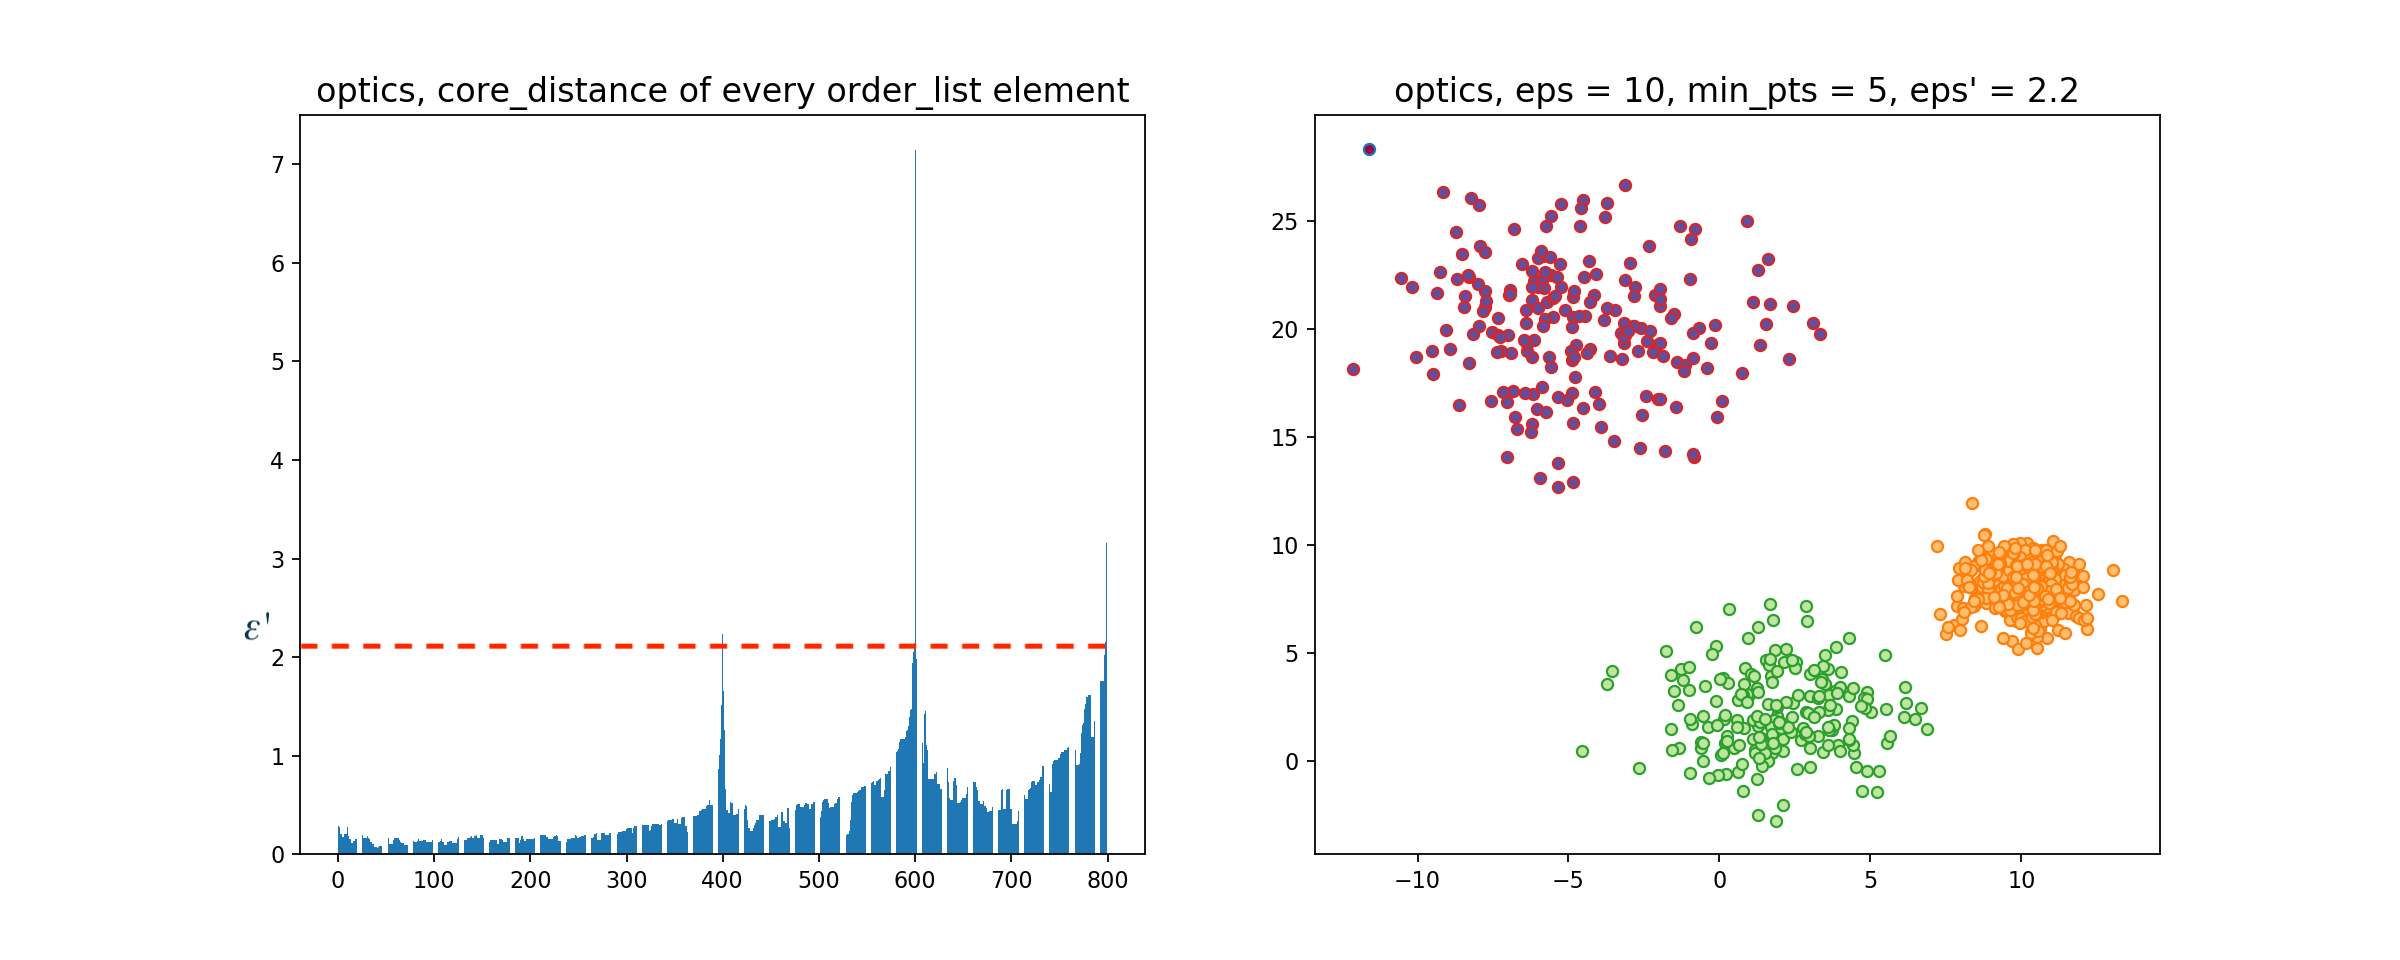 optics, core_distance of every order_list element
7
6
5
4
3
ε'
2
1
0
0 100 200 300 400 500 600 700 800
optics, eps = 10, min_pts = 5, eps' = 2.2
25
20
15
10
5
0
−10 −5 0 5 10